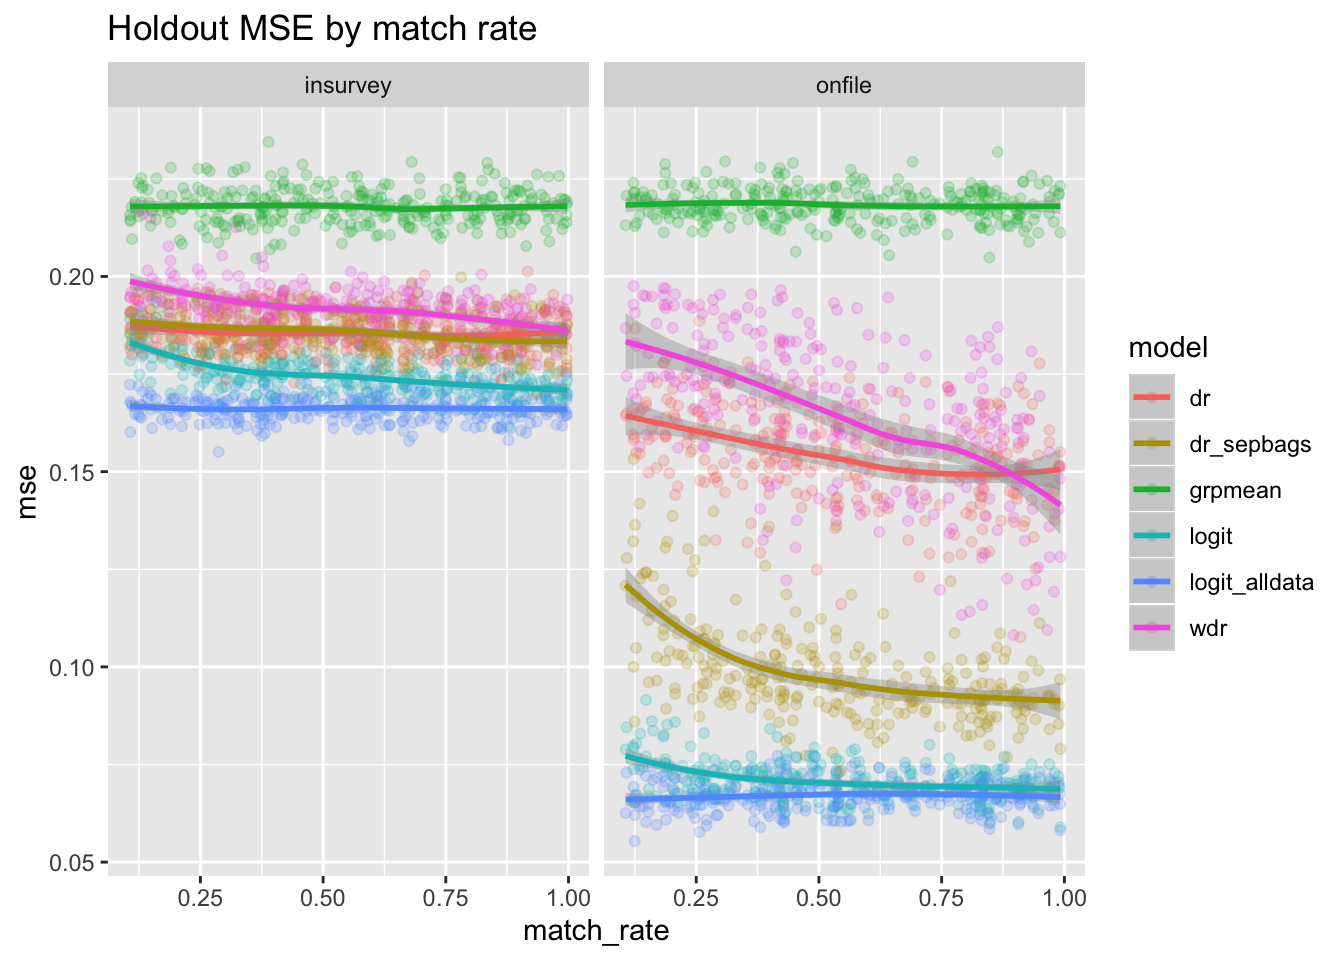 Holdout MSE by match rate
insurvey
onfile
mse
0.20
0.15
0.10
0.05
0.25
0.50
0.75
1.00
0.25
0.50
0.75
1.00
match_rate
model
dr
dr_sepbags
grpmean
logit
logit_alldata
wdr